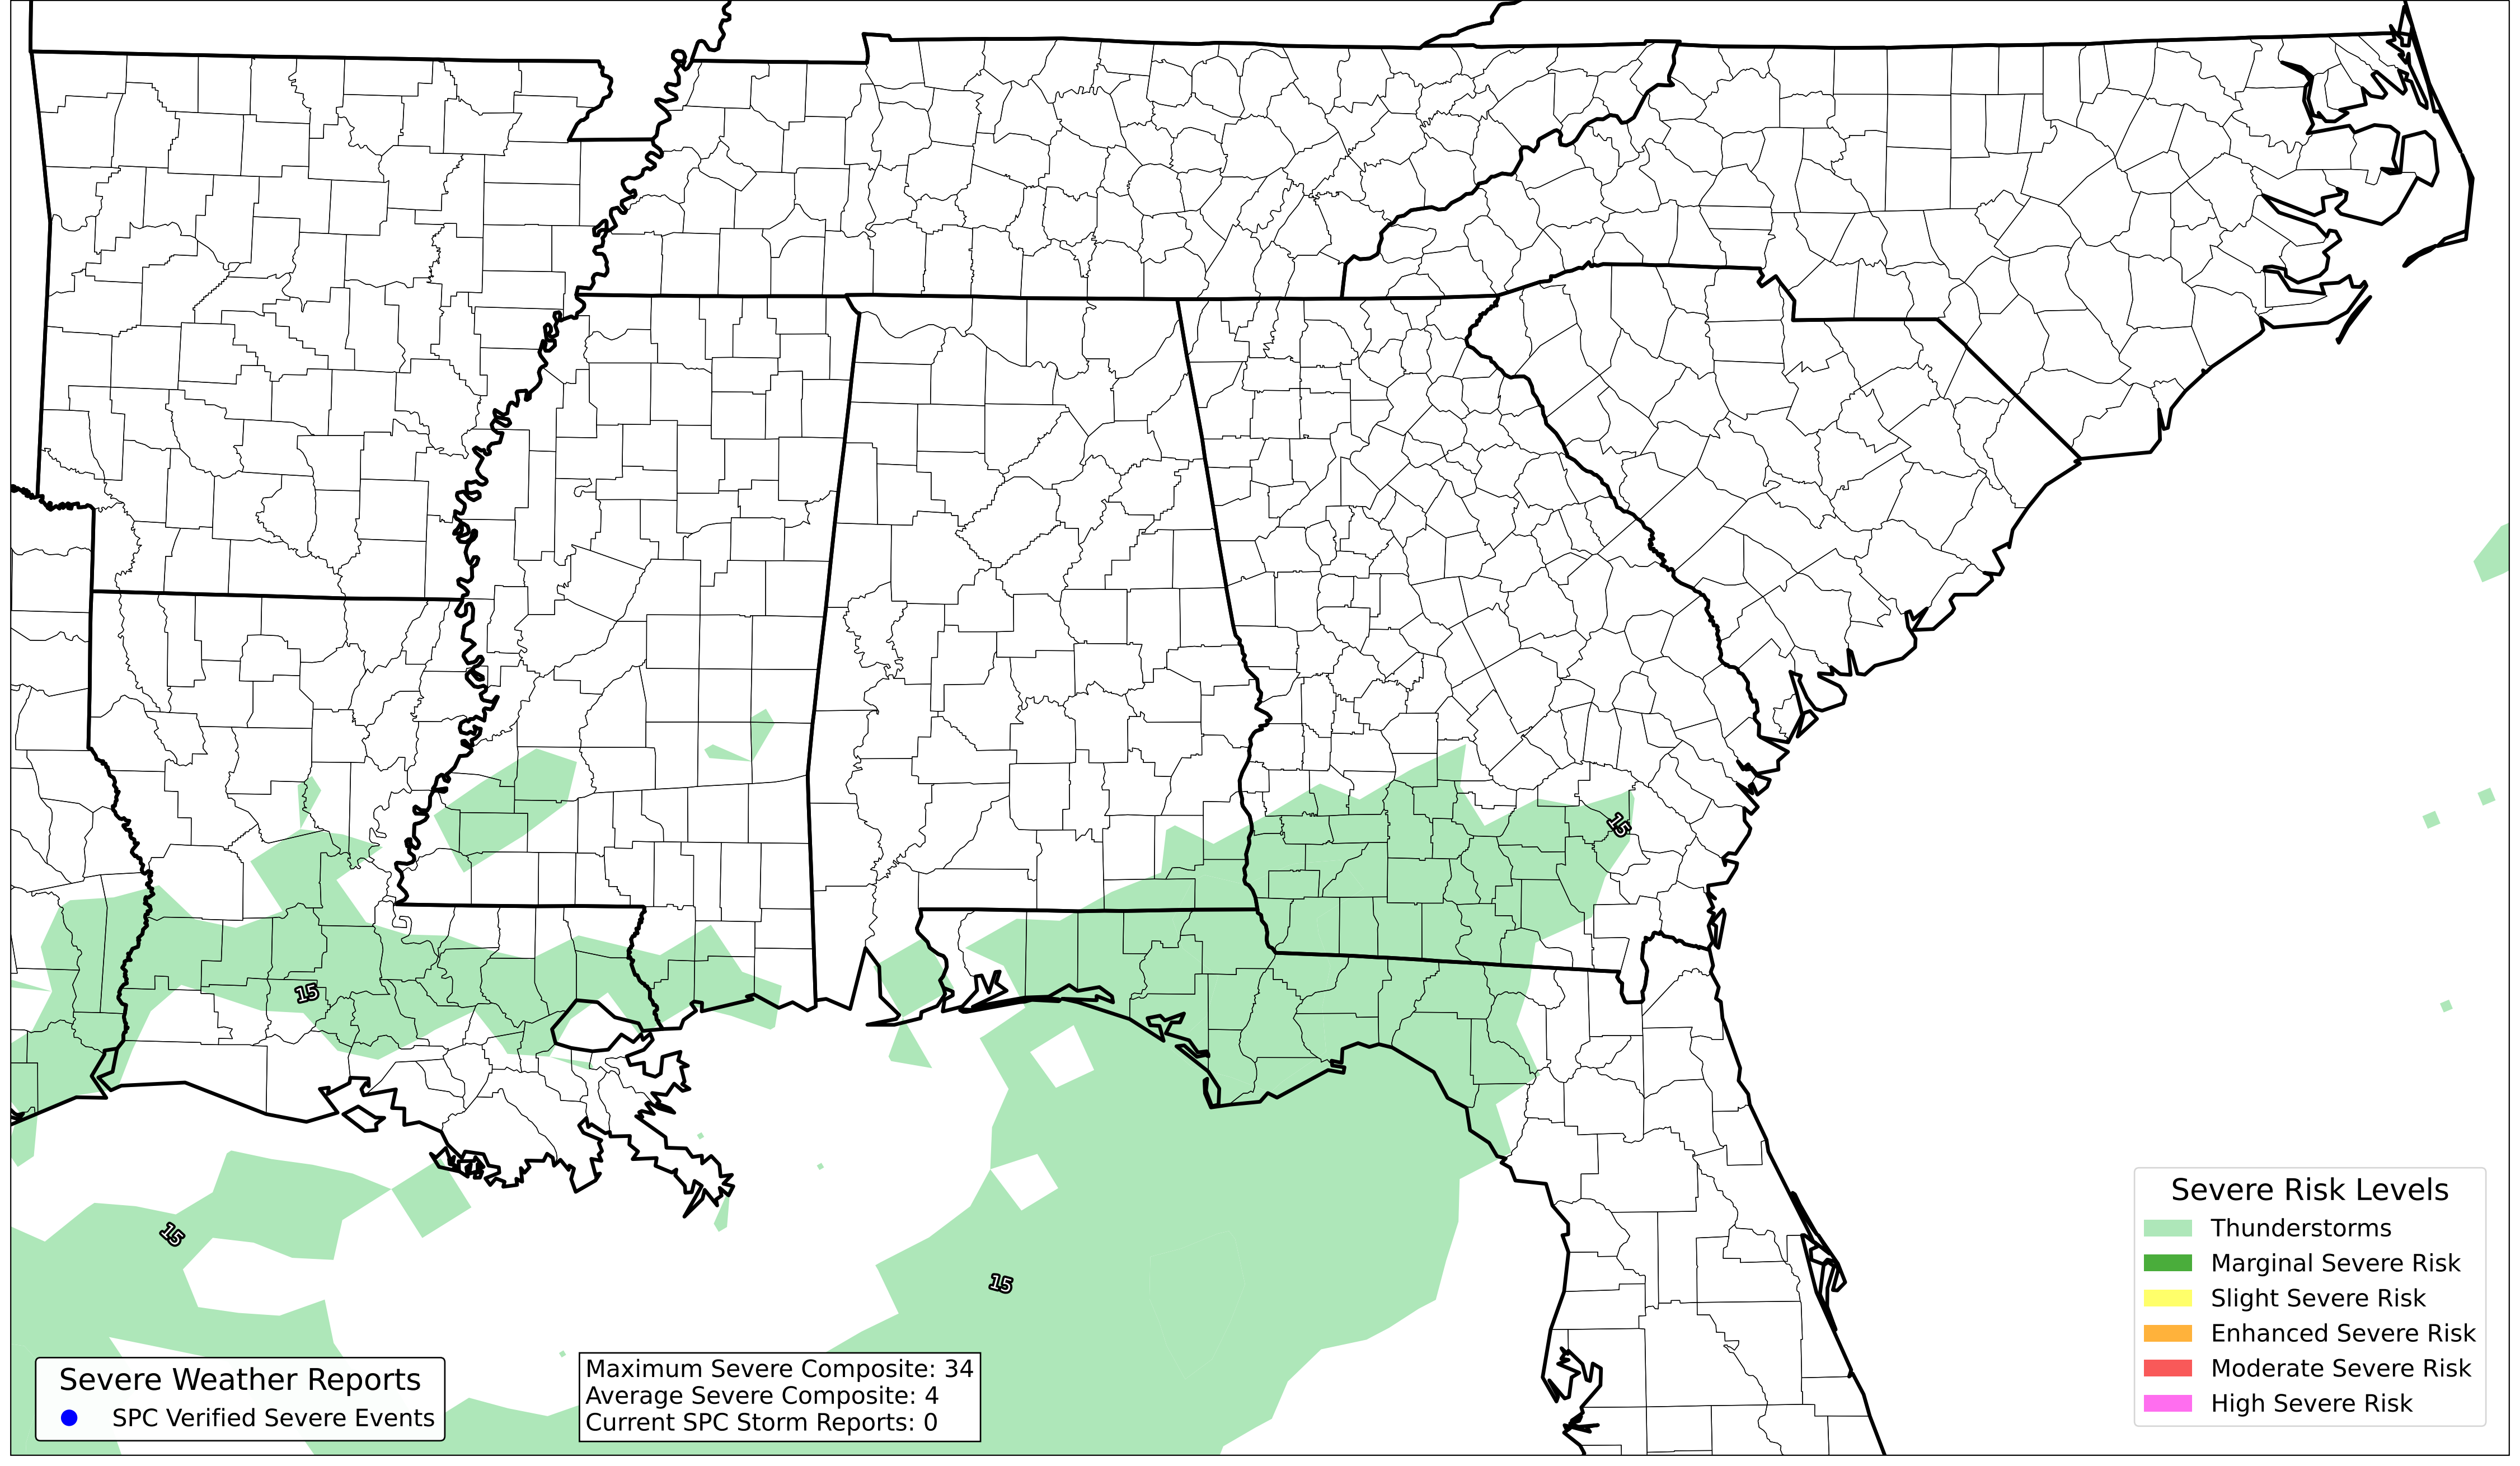 15
15
15
15
Severe Weather Reports
SPC Verified Severe Events
Maximum Severe Composite: 34
Average Severe Composite: 4
Current SPC Storm Reports: 0
Severe Risk Levels
Thunderstorms
Marginal Severe Risk
Slight Severe Risk
Enhanced Severe Risk
Moderate Severe Risk
High Severe Risk